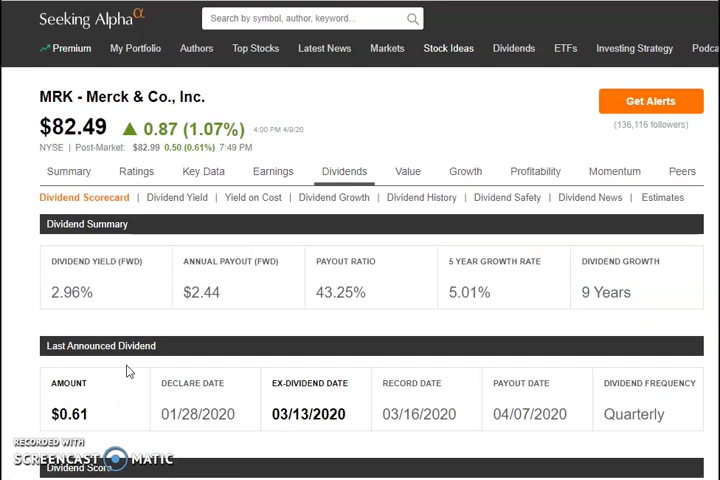 Seeking Alpha α
Search by symbol, author, keyword...
Premium My Portfolio Authors Top Stocks Latest News Markets Stock Ideas Dividends ETFs Investing Strategy Podca
MRK - Merck & Co., Inc.
Get Alerts
$82.49 ▲ 0.87 (1.07%) 4:00 PM 4/9/20
(136,116 followers)
NYSE | Post-Market: $82.99 0.50 (0.61%) 7:49 PM
Summary Ratings Key Data Earnings Dividends Value Growth Profitability Momentum Peers
Dividend Scorecard | Dividend Yield | Yield on Cost | Dividend Growth | Dividend History | Dividend Safety | Dividend News | Estimates
Dividend Summary
DIVIDEND YIELD (FWD) ANNUAL PAYOUT (FWD) PAYOUT RATIO 5 YEAR GROWTH RATE DIVIDEND GROWTH
2.96% $2.44 43.25% 5.01% 9 Years
Last Announced Dividend
AMOUNT DECLARE DATE EX-DIVIDEND DATE RECORD DATE PAYOUT DATE DIVIDEND FREQUENCY
$0.61 01/28/2020 03/13/2020 03/16/2020 04/07/2020 Quarterly
RECORDED WITH
SCREENCAST MATIC
Dividend Score